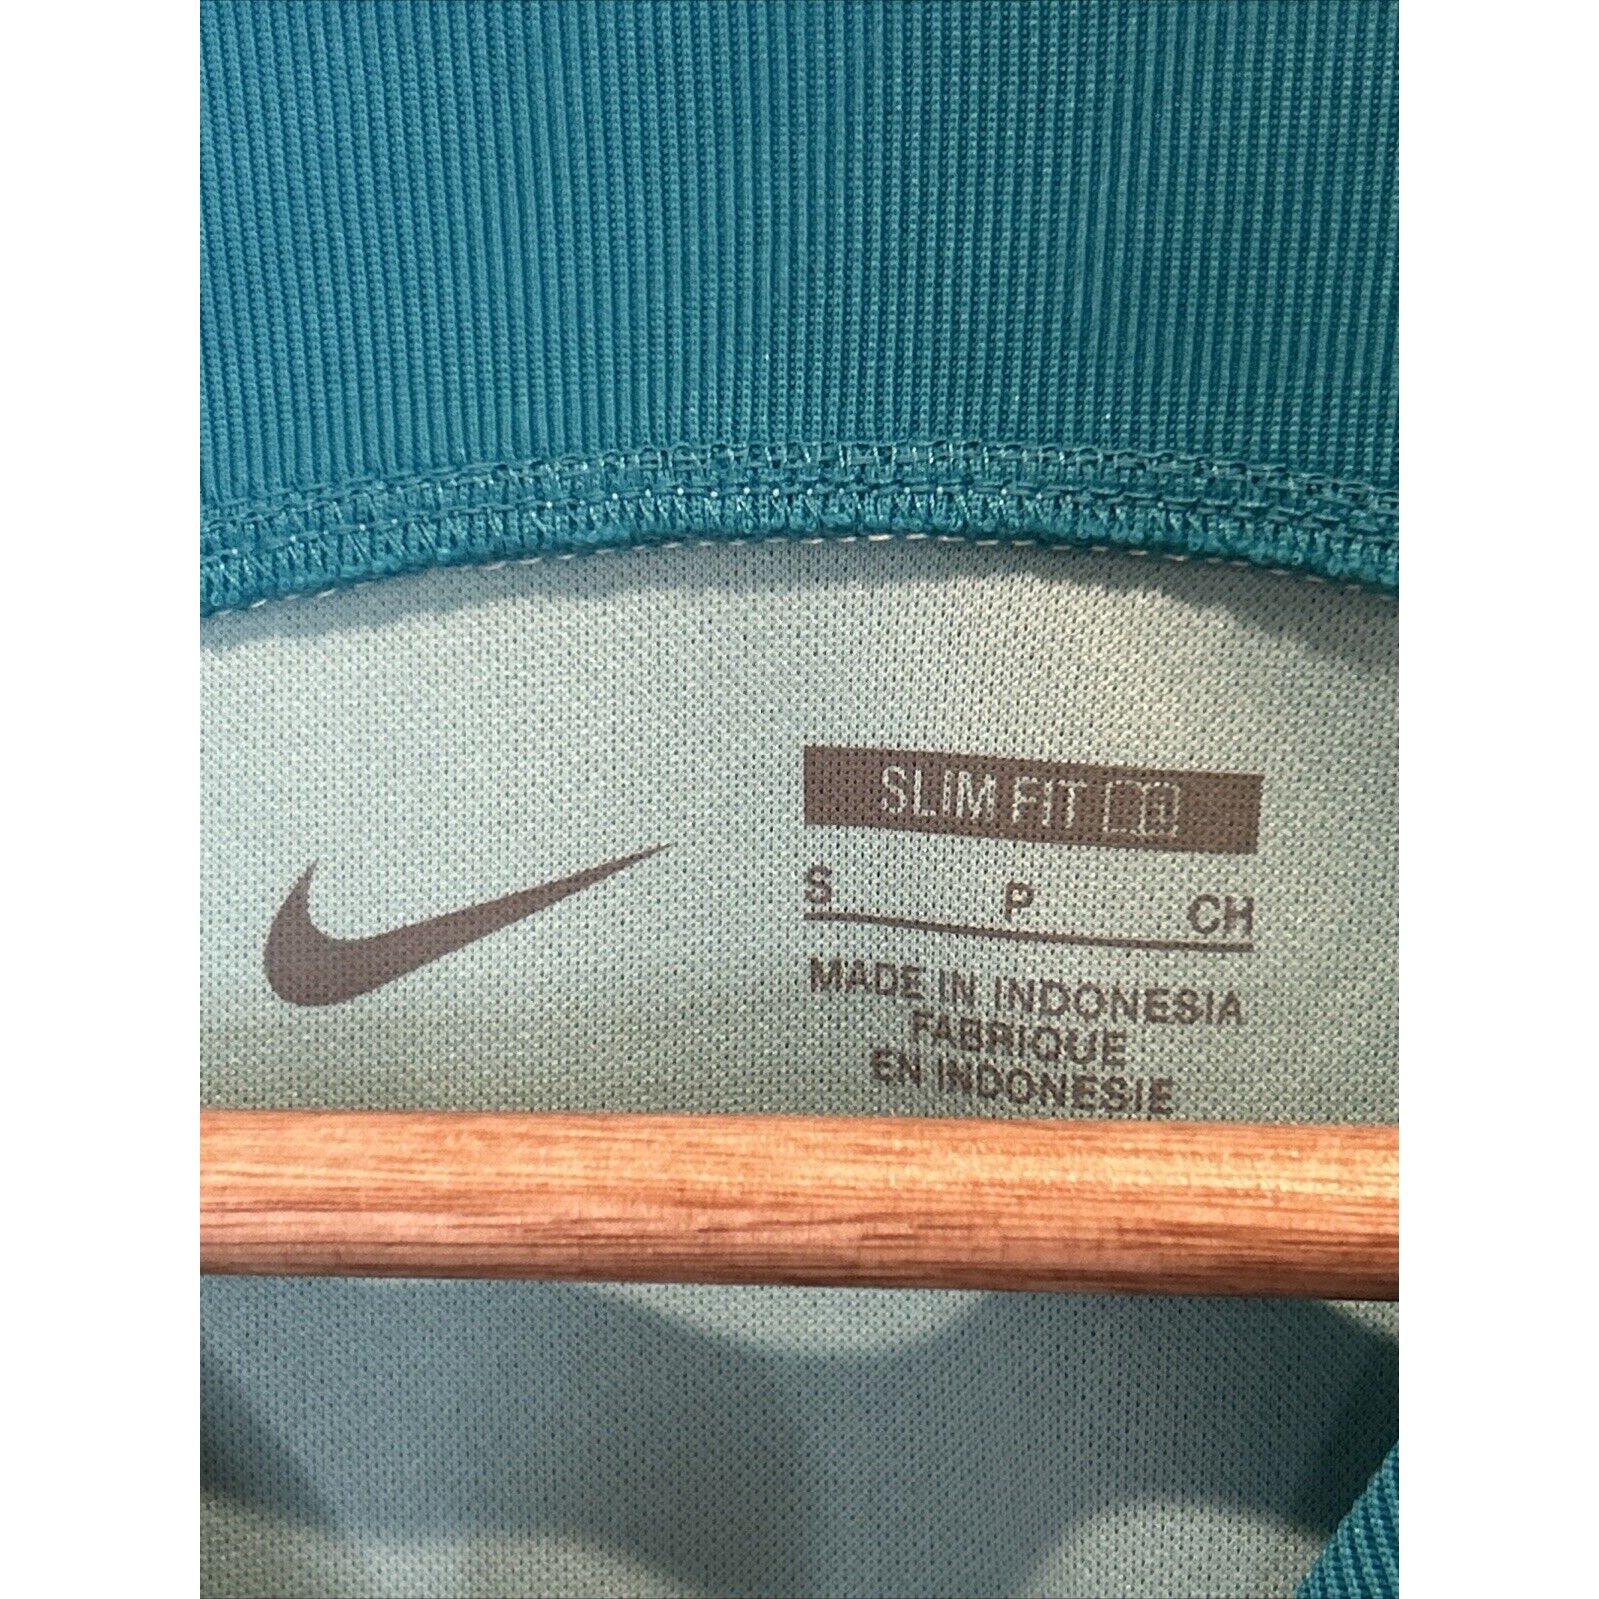 SLIM FIT
S P CH
MADE IN INDONESIA
FABRIQUE
EN INDONESIE